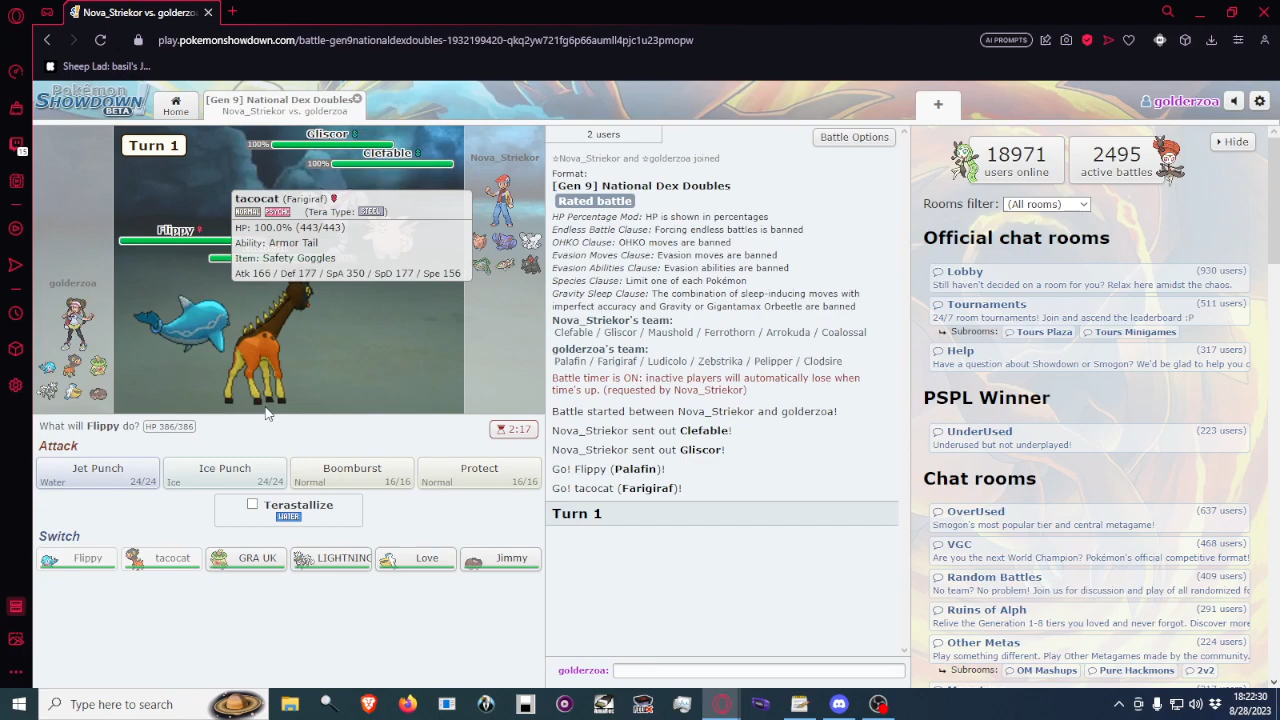 Nova_Striekor vs. golderzoa
play.pokemonshowdown.com/battle-gen9nationaldexdoubles-1932199420-qkq2yw721fg6p66aumll4pjc1u23pmopw
AI PROMPTS
Sheep Lad: basil's J...
Pokémon
SHOWDOWN
BETA
Home
[Gen 9] National Dex Doubles
Nova_Striekor vs. golderzoa
golderzoa
Turn 1
Gliscor
100%
Clefable
100%
Nova_Striekor
tacocat (Farigiraf)
NORMAL PSYCHC (Tera Type: STEEL)
HP: 100.0% (443/443)
Ability: Armor Tail
Item: Safety Goggles
Atk 166 / Def 177 / SpA 350 / SpD 177 / Spe 156
Flippy
golderzoa
What will Flippy do? HP 386/386
2:17
Attack
Jet Punch
Water 24/24
Ice Punch
Ice 24/24
Boomburst
Normal 16/16
Protect
Normal 16/16
Terastallize
WATER
Switch
Flippy
tacocat
GRA UK
LIGHTNING
Love
Jimmy
2 users
Battle Options
☆Nova_Striekor and ☆golderzoa joined
Format:
[Gen 9] National Dex Doubles
Rated battle
HP Percentage Mod: HP is shown in percentages
Endless Battle Clause: Forcing endless battles is banned
OHKO Clause: OHKO moves are banned
Evasion Moves Clause: Evasion moves are banned
Evasion Abilities Clause: Evasion abilities are banned
Species Clause: Limit one of each Pokémon
Gravity Sleep Clause: The combination of sleep-inducing moves with
imperfect accuracy and Gravity or Gigantamax Orbeetle are banned
Nova_Striekor's team:
Clefable / Gliscor / Maushold / Ferrothorn / Arrokuda / Coalossal
golderzoa's team:
Palafin / Farigiraf / Ludicolo / Zebstrika / Pelipper / Clodsire
Battle timer is ON: inactive players will automatically lose when
time's up. (requested by Nova_Striekor)
Battle started between Nova_Striekor and golderzoa!
Nova_Striekor sent out Clefable!
Nova_Striekor sent out Gliscor!
Go! Flippy (Palafin)!
Go! tacocat (Farigiraf)!
Turn 1
golderzoa:
18971
users online
2495
active battles
Hide
Rooms filter: (All rooms)
Official chat rooms
Lobby (930 users)
Still haven't decided on a room for you? Relax here amidst the chaos.
Tournaments (511 users)
24/7 room tournaments! Join and ascend the leaderboard :P
Subrooms: Tours Plaza Tours Minigames
Help (317 users)
Have a question about Showdown or Smogon? We'd be glad to help you o
PSPL Winner
UnderUsed (223 users)
Underused but not underplayed!
Chat rooms
OverUsed (637 users)
Smogon's most popular tier and central metagame!
VGC (468 users)
Are you the next World Champion? Pokémon's official competitive format!
Random Battles (409 users)
No team? No problem! Join us for discussion and play of all randomized fo
Ruins of Alph (291 users)
Relive the Generation 1-8 tiers you loved and never forgot. Discover more
Other Metas (224 users)
Play something different. Play Other Metagames made by the community.
Subrooms: OM Mashups Pure Hackmons 2v2
15
Type here to search
18:22:30
8/28/2023